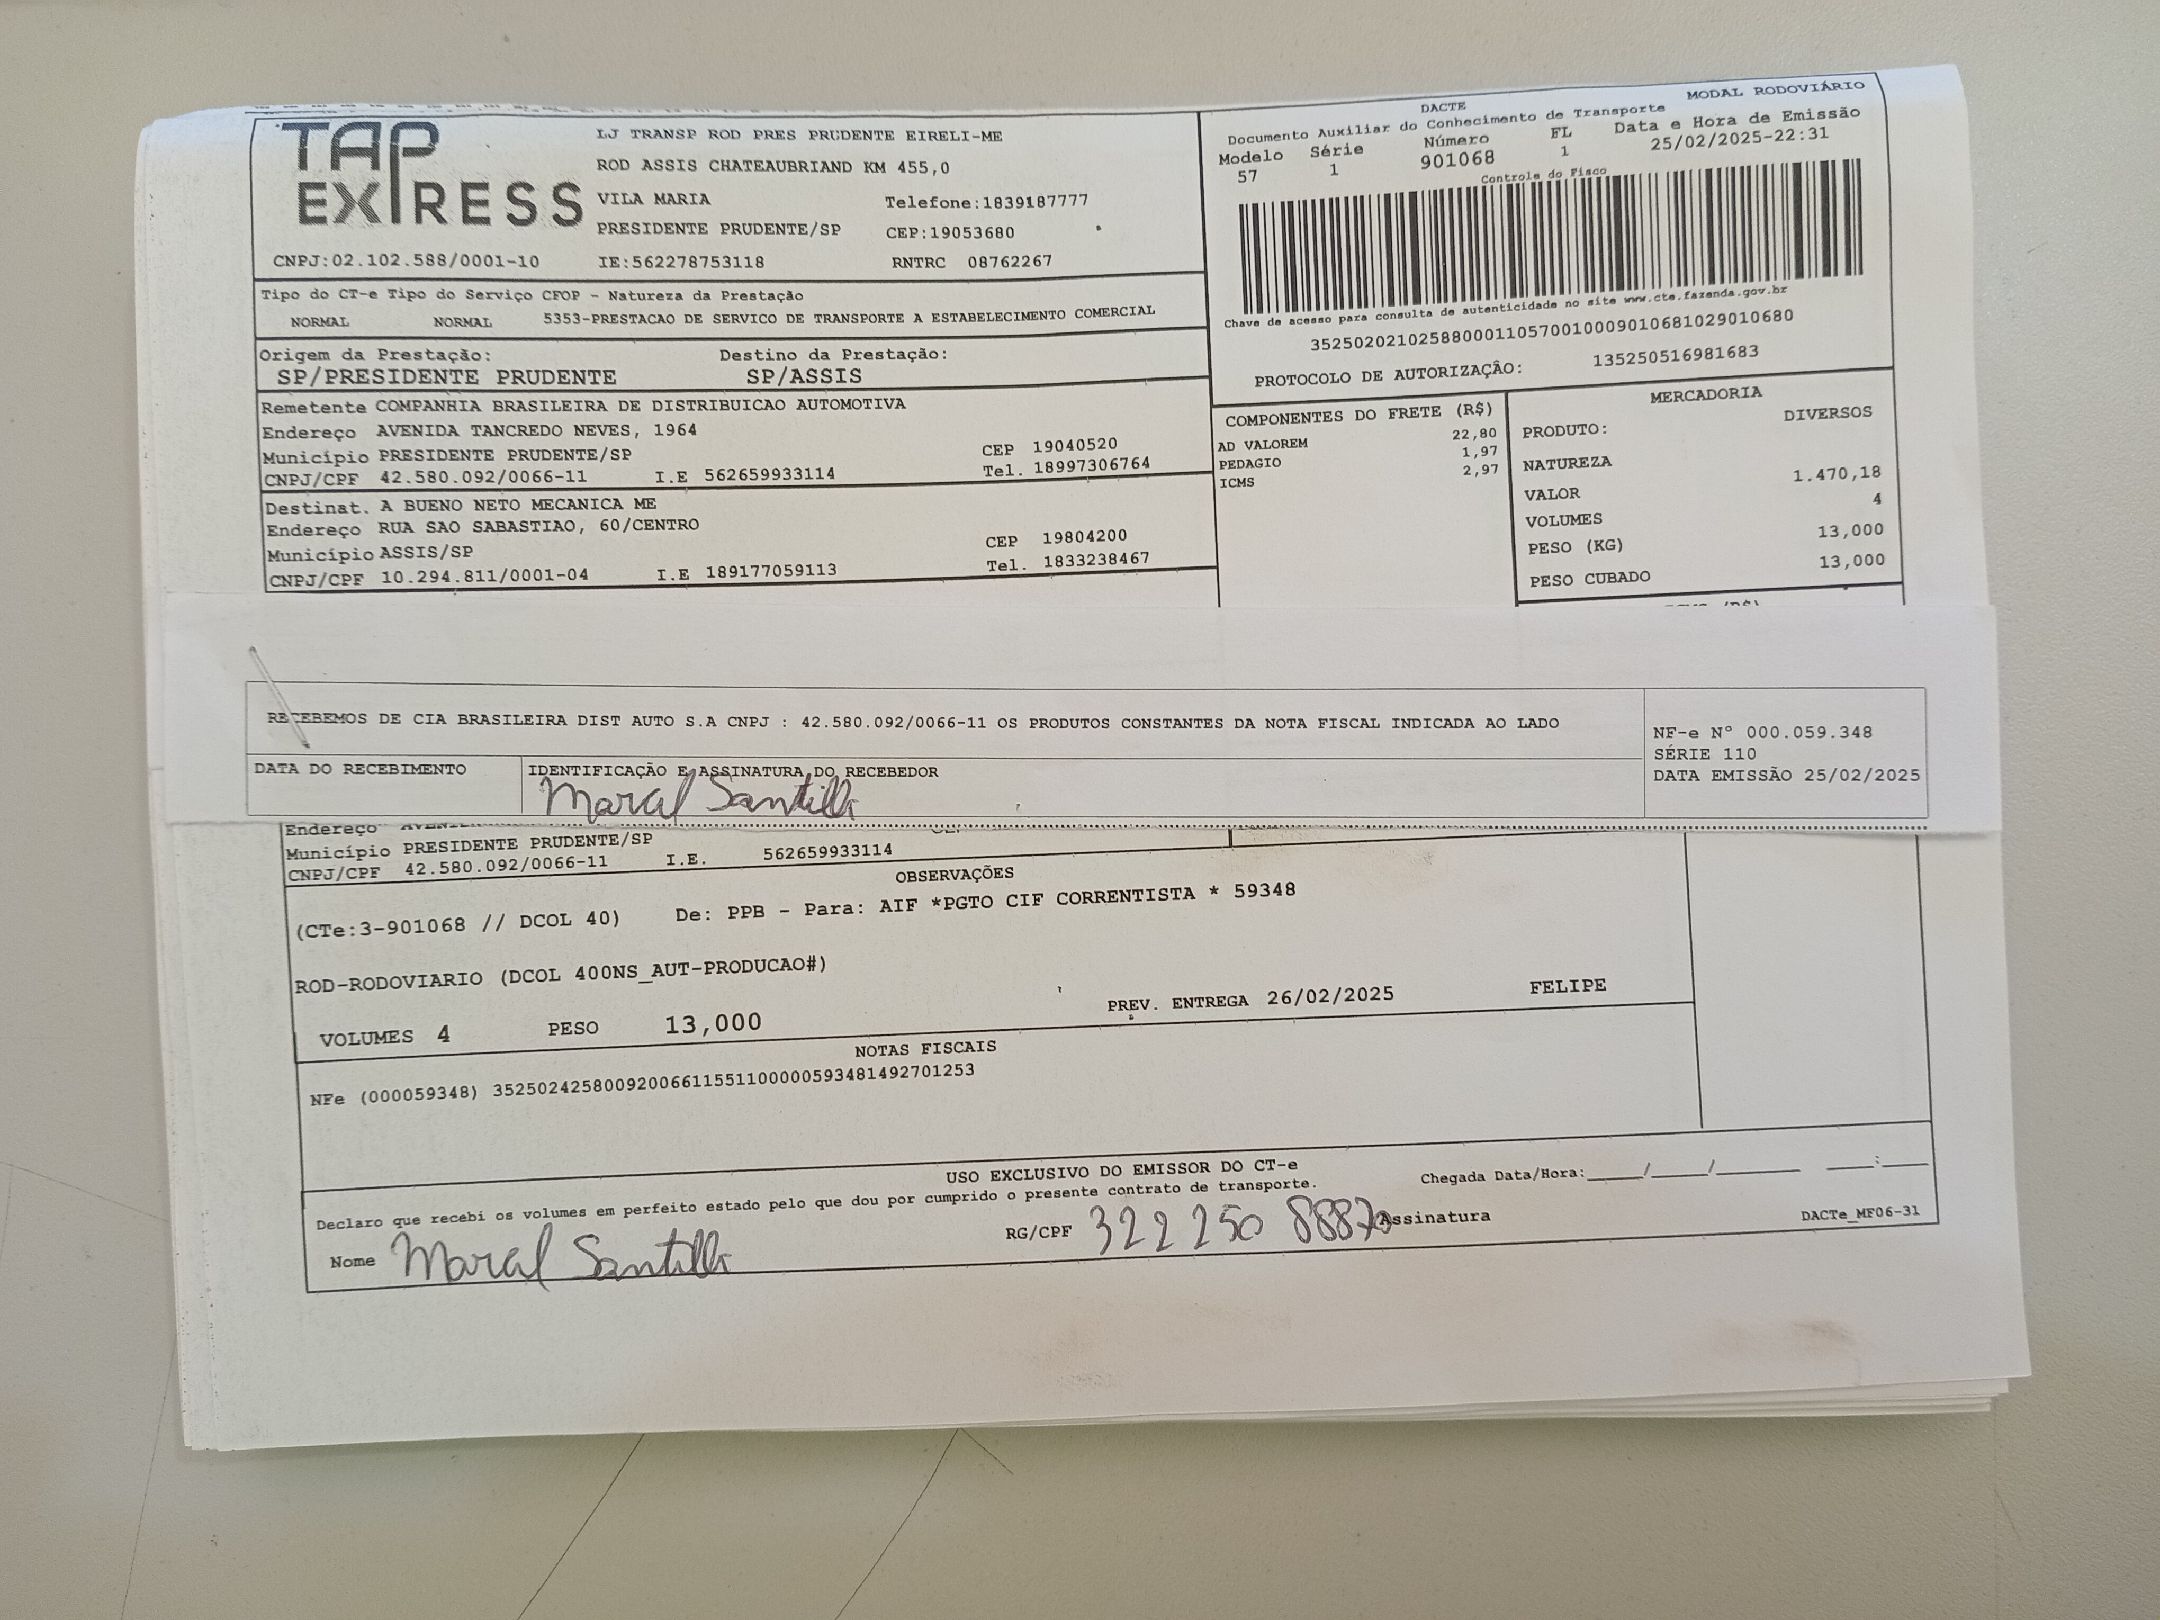 TAP EXPRESS
LJ TRANSP ROD PRES PRUDENTE EIRELI-ME
ROD ASSIS CHATEAUBRIAND KM 455,0
VILA MARIA Telefone:1839187777
PRESIDENTE PRUDENTE/SP CEP:19053680
CNPJ:02.102.588/0001-10 IE:562278753118 RNTRC 08762267
MODAL RODOVIÁRIO
DACTE
Documento Auxiliar do Conhecimento de Transporte
Modelo Série Número FL Data e Hora de Emissão
57 1 901068 1 25/02/2025-22:31
Controle do Fisco
Chave de acesso para consulta de autenticidade no site www.cte.fazenda.gov.br
35250202102588000110570010009010681029010680
PROTOCOLO DE AUTORIZAÇÃO: 135250516981683
Tipo do CT-e Tipo do Serviço CFOP - Natureza da Prestação
NORMAL NORMAL 5353-PRESTACAO DE SERVICO DE TRANSPORTE A ESTABELECIMENTO COMERCIAL
Origem da Prestação: Destino da Prestação:
SP/PRESIDENTE PRUDENTE SP/ASSIS
Remetente COMPANHIA BRASILEIRA DE DISTRIBUICAO AUTOMOTIVA
Endereço AVENIDA TANCREDO NEVES, 1964
Município PRESIDENTE PRUDENTE/SP CEP 19040520
CNPJ/CPF 42.580.092/0066-11 I.E 562659933114 Tel. 18997306764
Destinat. A BUENO NETO MECANICA ME
Endereço RUA SAO SABASTIAO, 60/CENTRO
Município ASSIS/SP CEP 19804200
CNPJ/CPF 10.294.811/0001-04 I.E 189177059113 Tel. 1833238467
COMPONENTES DO FRETE (R$)
AD VALOREM 22,80
PEDAGIO 1,97
ICMS 2,97
MERCADORIA
PRODUTO: DIVERSOS
NATUREZA
VALOR 1.470,18
VOLUMES 4
PESO (KG) 13,000
PESO CUBADO 13,000
RECEBEMOS DE CIA BRASILEIRA DIST AUTO S.A CNPJ : 42.580.092/0066-11 OS PRODUTOS CONSTANTES DA NOTA FISCAL INDICADA AO LADO
DATA DO RECEBIMENTO IDENTIFICAÇÃO E ASSINATURA DO RECEBEDOR
Marcal Santilli
NF-e Nº 000.059.348
SÉRIE 110
DATA EMISSÃO 25/02/2025
Endereço
Município PRESIDENTE PRUDENTE/SP
CNPJ/CPF 42.580.092/0066-11 I.E. 562659933114
OBSERVAÇÕES
(CTe:3-901068 // DCOL 40) De: PPB - Para: AIF *PGTO CIF CORRENTISTA * 59348
ROD-RODOVIARIO (DCOL 400NS_AUT-PRODUCAO#)
VOLUMES 4 PESO 13,000 PREV. ENTREGA 26/02/2025 FELIPE
NOTAS FISCAIS
NFe (000059348) 35250242580092006611551100000593481492701253
USO EXCLUSIVO DO EMISSOR DO CT-e
Declaro que recebi os volumes em perfeito estado pelo que dou por cumprido o presente contrato de transporte.
Chegada Data/Hora:____/____/______ ___:___
Nome Marcal Santilli RG/CPF 322 250 88870 Assinatura
DACTe_MF06-31